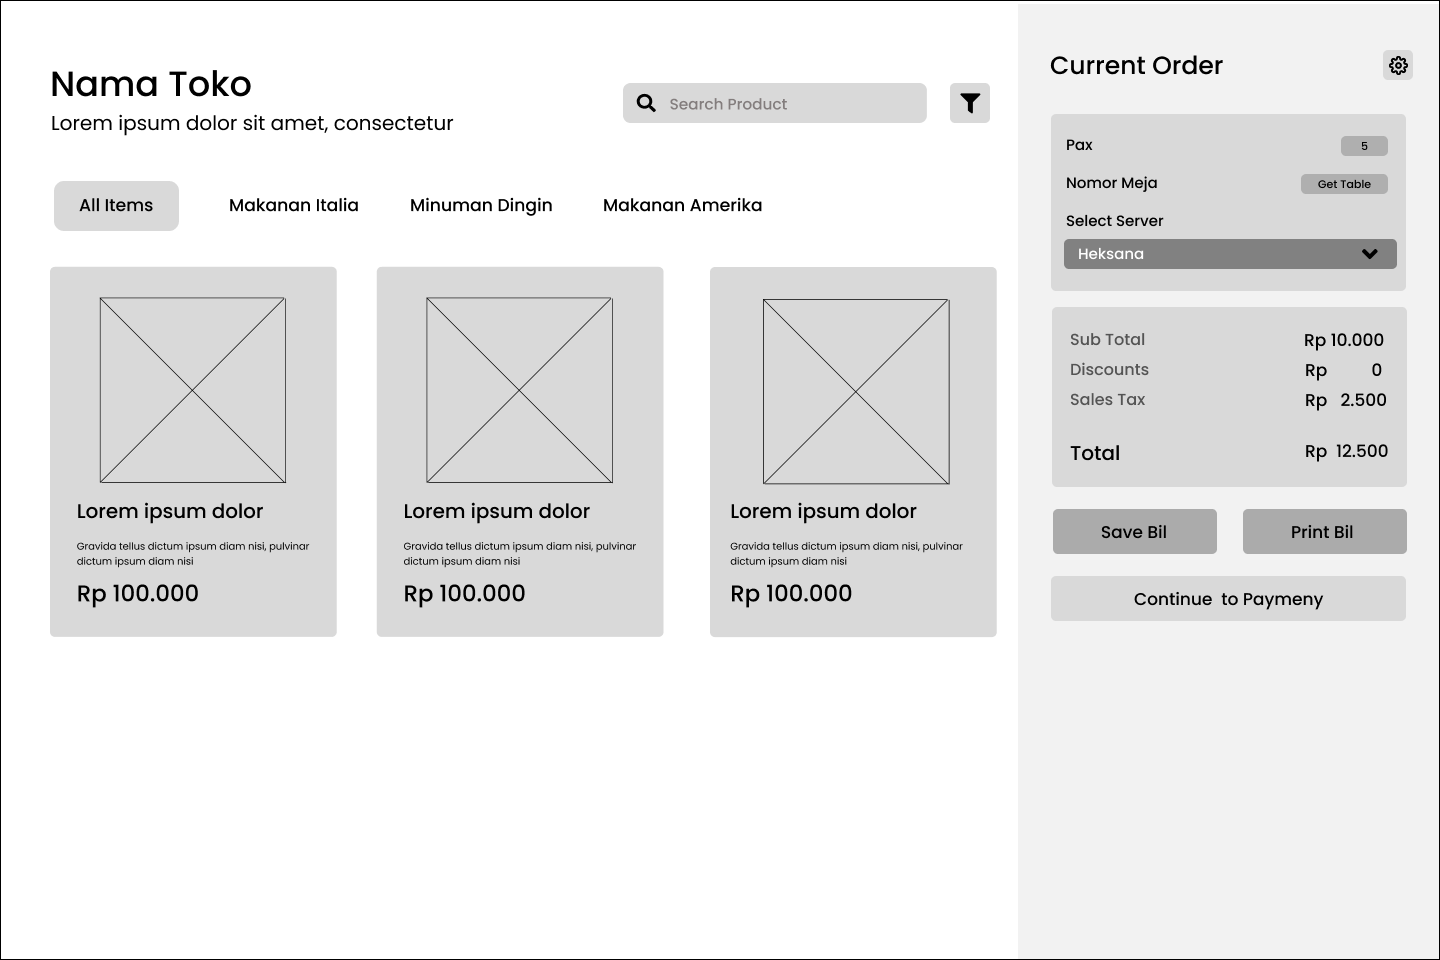 Nama Toko
Lorem ipsum dolor sit amet, consectetur
Search Product
All Items
Makanan Italia
Minuman Dingin
Makanan Amerika
Lorem ipsum dolor
Gravida tellus dictum ipsum diam nisi, pulvinar
dictum ipsum diam nisi
Rp 100.000
Lorem ipsum dolor
Gravida tellus dictum ipsum diam nisi, pulvinar
dictum ipsum diam nisi
Rp 100.000
Lorem ipsum dolor
Gravida tellus dictum ipsum diam nisi, pulvinar
dictum ipsum diam nisi
Rp 100.000
Current Order
Pax 5
Nomor Meja Get Table
Select Server
Heksana
Sub Total Rp 10.000
Discounts Rp 0
Sales Tax Rp 2.500
Total Rp 12.500
Save Bil
Print Bil
Continue to Paymeny